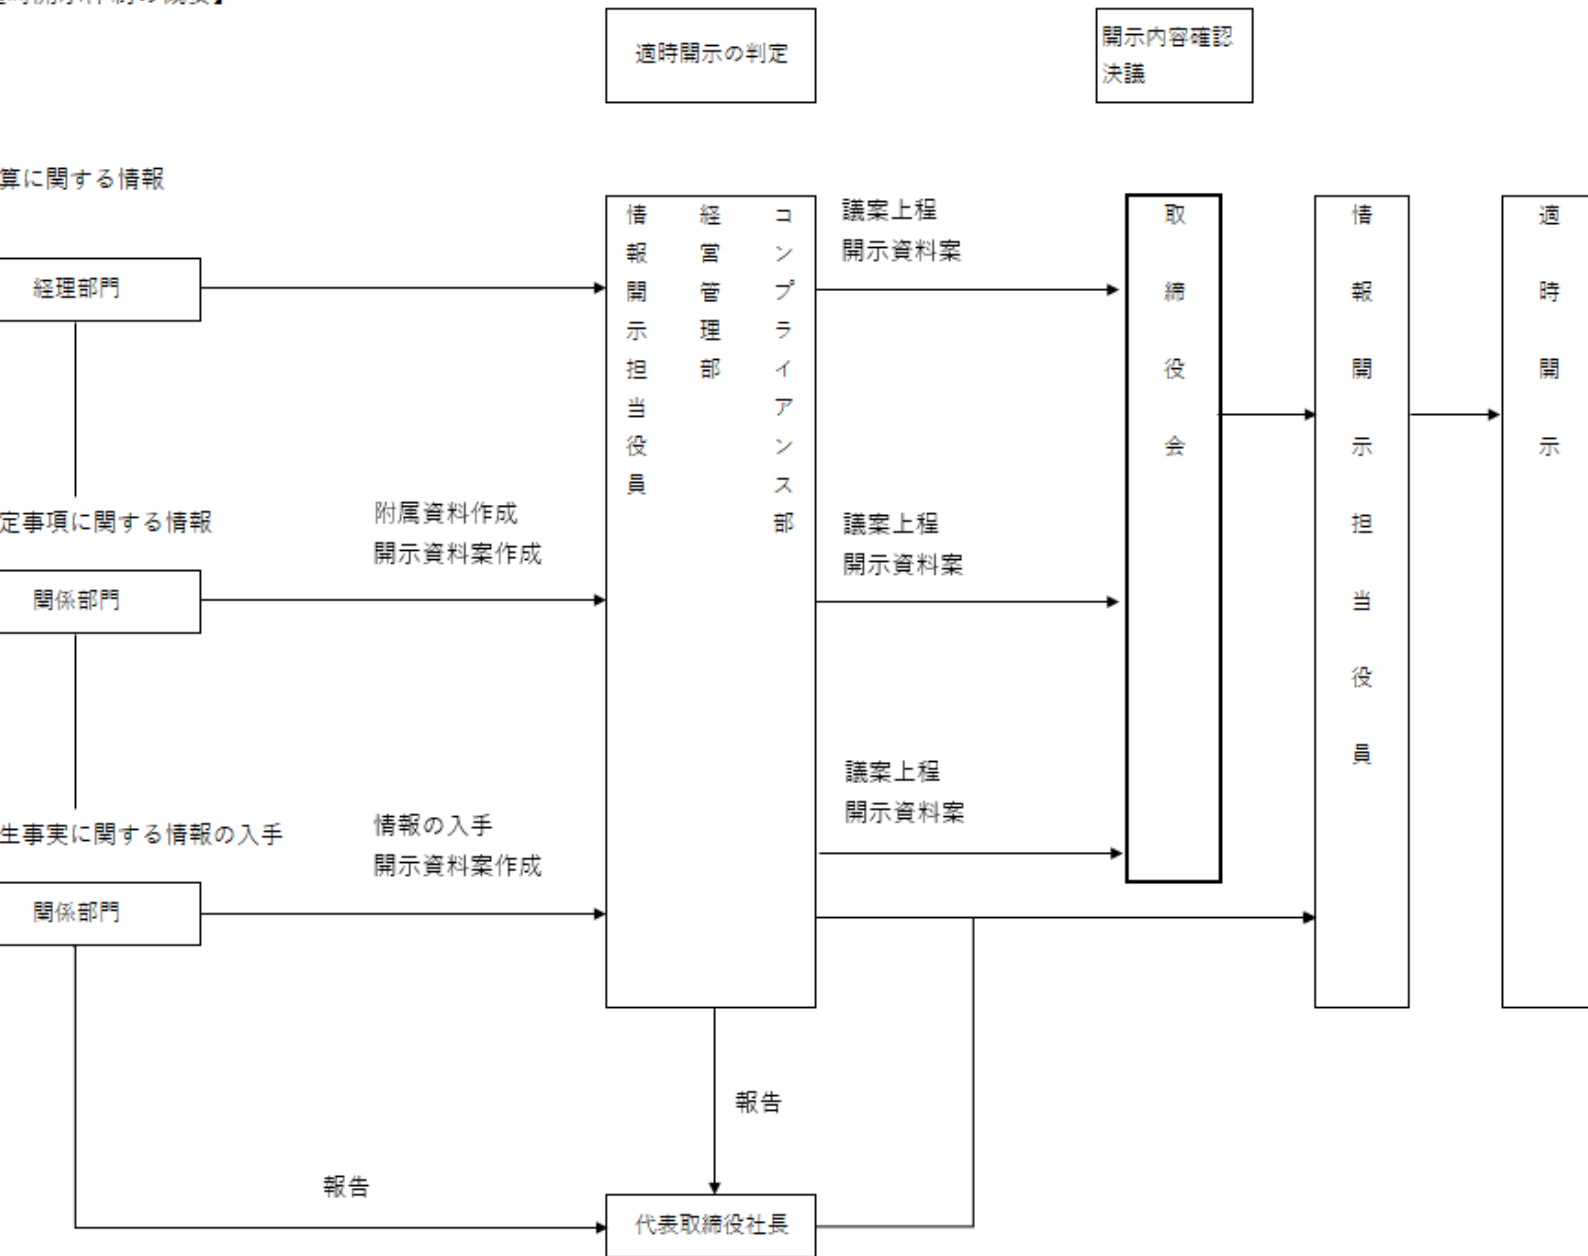 適時開示の判定
開示内容確認
決議
算に関する情報
経理部門
定事項に関する情報
関係部門
生事実に関する情報の入手
関係部門
附属資料作成
開示資料案作成
情報の入手
開示資料案作成
コンプライアンス部
経営管理部
情報開示担当役員
議案上程
開示資料案
議案上程
開示資料案
議案上程
開示資料案
取締役会
情報開示担当役員
適時開示
報告
報告
代表取締役社長